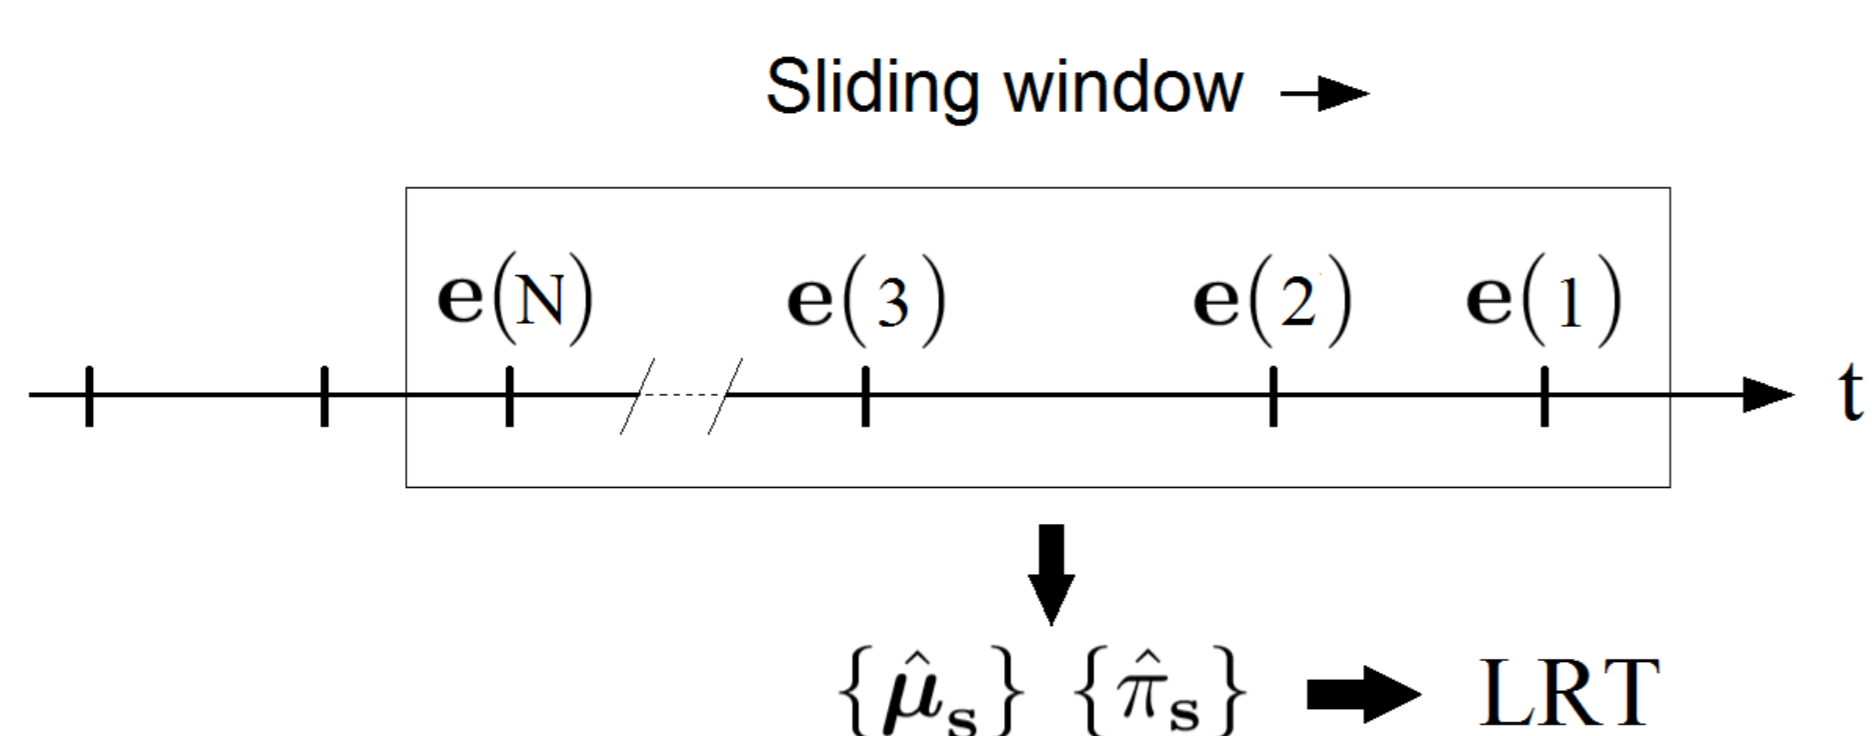 Sliding window
e(N) e(3) e(2) e(1)
t
{μ̂s} {π̂s} LRT